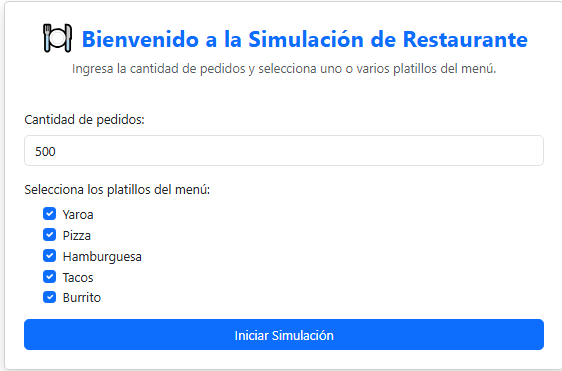 Bienvenido a la Simulación de Restaurante
Ingresa la cantidad de pedidos y selecciona uno o varios platillos del menú.
Cantidad de pedidos:
500
Selecciona los platillos del menú:
Yaroa
Pizza
Hamburguesa
Tacos
Burrito
Iniciar Simulación